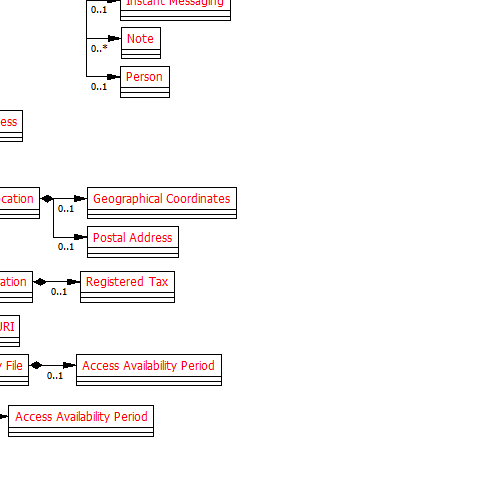 Instant Messaging
0..1
Note
0..*
Person
0..1
ess
cation
Geographical Coordinates
0..1
Postal Address
0..1
ation
Registered Tax
0..1
URI
File
Access Availability Period
0..1
Access Availability Period